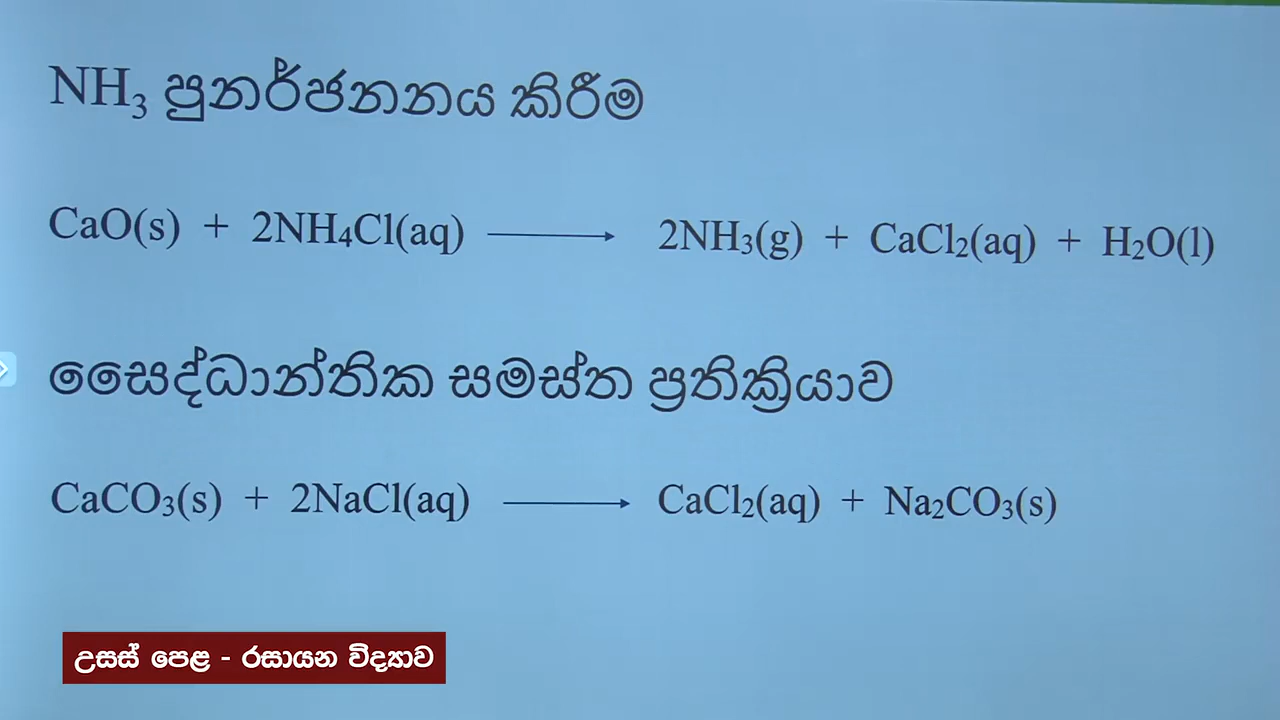 NH₃ පුනර්ජනනය කිරීම
CaO(s) + 2NH₄Cl(aq) ⟶ 2NH₃(g) + CaCl₂(aq) + H₂O(l)
සෛද්ධාන්තික සමස්ත ප්‍රතික්‍රියාව
CaCO₃(s) + 2NaCl(aq) ⟶ CaCl₂(aq) + Na₂CO₃(s)
උසස් පෙළ - රසායන විද්‍යාව